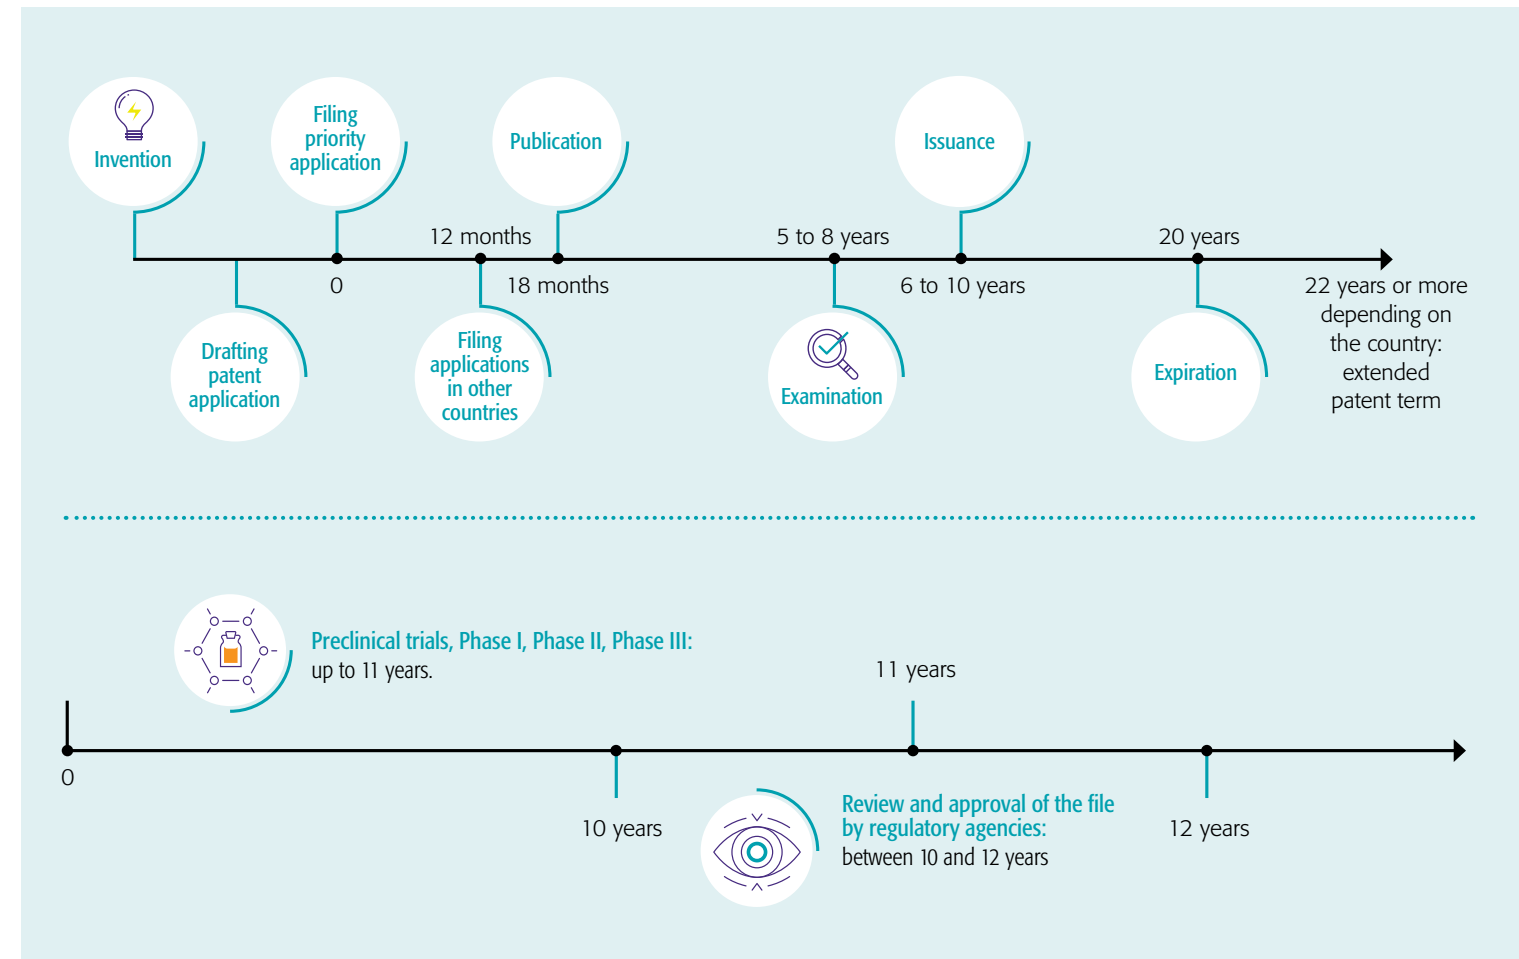 Invention
Filing
priority
application
Publication
Issuance
12 months
5 to 8 years
20 years
0
18 months
6 to 10 years
22 years or more
depending on
the country:
extended
patent term
Drafting
patent
application
Filing
applications
in other
countries
Examination
Expiration
Preclinical trials, Phase I, Phase II, Phase III:
up to 11 years.
11 years
0
10 years
Review and approval of the file
by regulatory agencies:
between 10 and 12 years
12 years